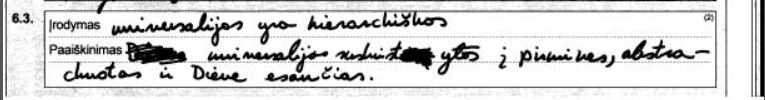 6.3. Įrodymas universalijos yra hierarchiškos (2)
Paaiškinimas universalijos suskirstytos į pirmines, abstra-
chuotas ir Dieve esančias.